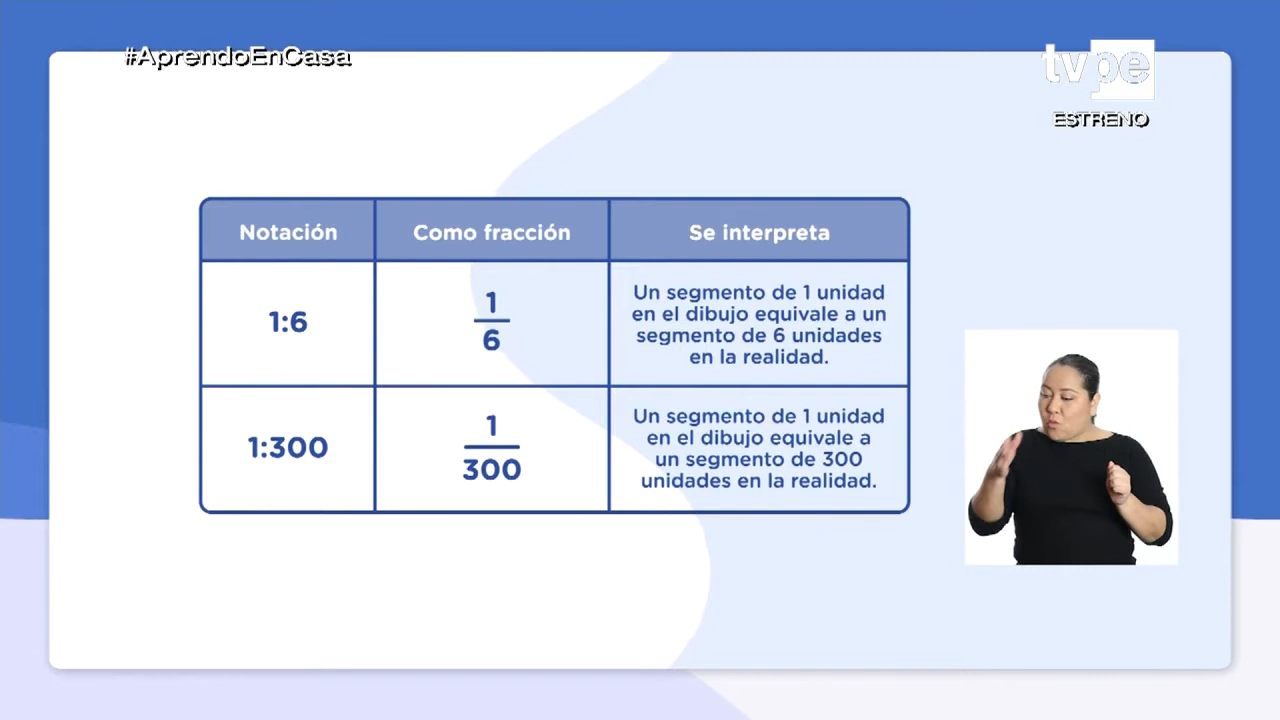 #AprendoEnCasa
tvpe
ESTRENO
Notación
Como fracción
Se interpreta
1:6
1
6
Un segmento de 1 unidad
en el dibujo equivale a un
segmento de 6 unidades
en la realidad.
1:300
1
300
Un segmento de 1 unidad
en el dibujo equivale a
un segmento de 300
unidades en la realidad.